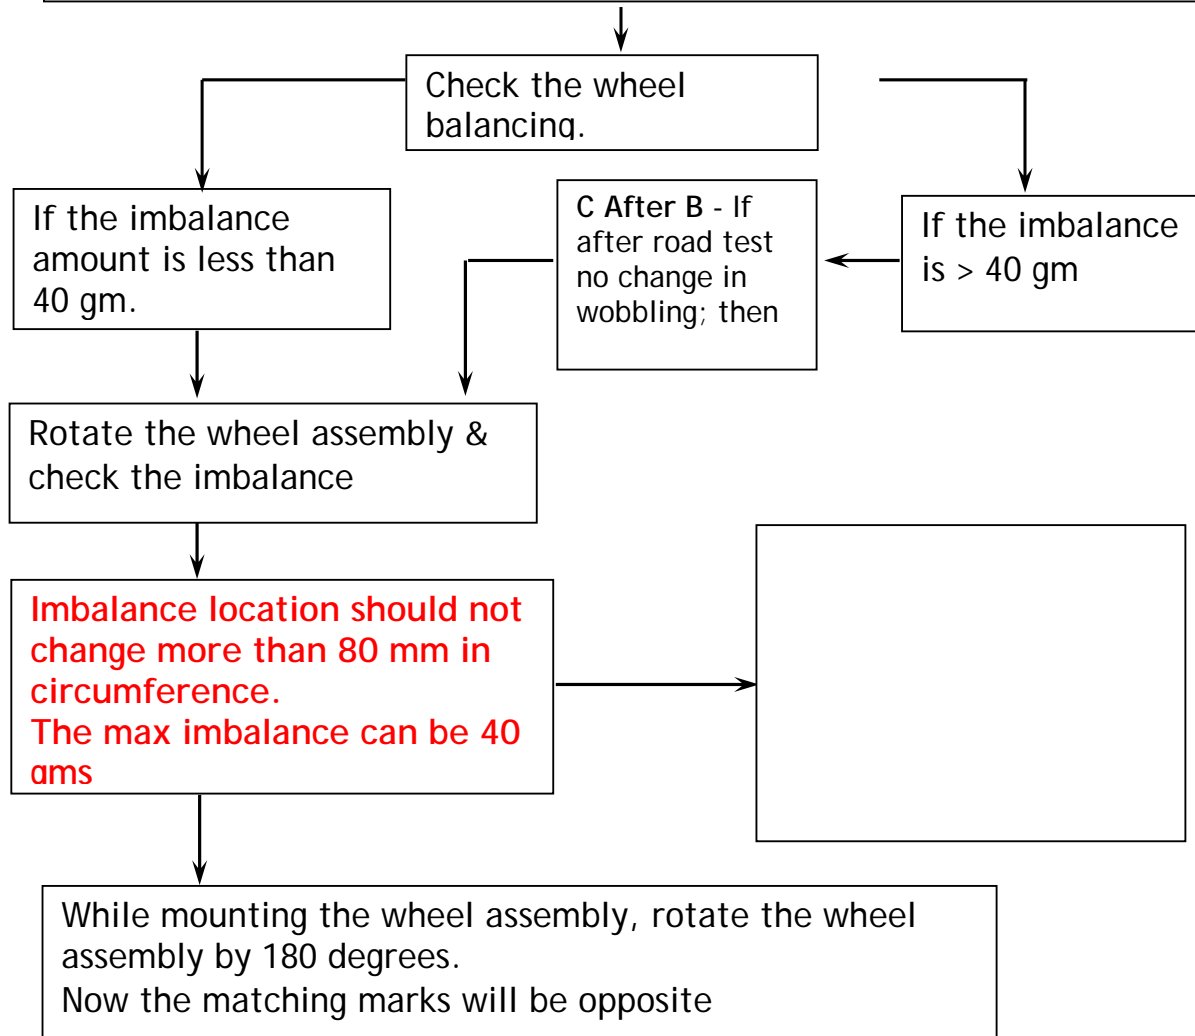 Check the wheel
balancing.
If the imbalance
amount is less than
40 gm.
C After B - If
after road test
no change in
wobbling; then
If the imbalance
is > 40 gm
Rotate the wheel assembly &
check the imbalance
Imbalance location should not
change more than 80 mm in
circumference.
The max imbalance can be 40
gms
While mounting the wheel assembly, rotate the wheel
assembly by 180 degrees.
Now the matching marks will be opposite